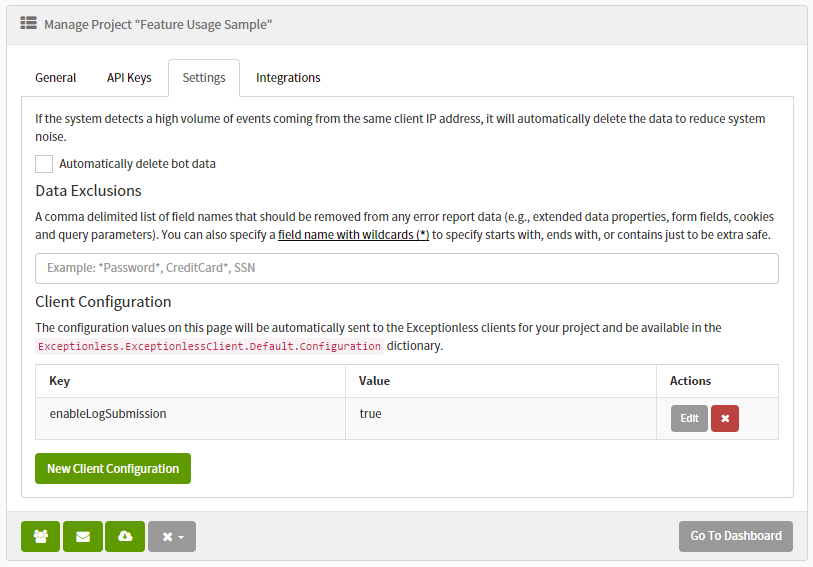 Manage Project "Feature Usage Sample"
General API Keys Settings Integrations
If the system detects a high volume of events coming from the same client IP address, it will automatically delete the data to reduce system
noise.
Automatically delete bot data
Data Exclusions
A comma delimited list of field names that should be removed from any error report data (e.g., extended data properties, form fields, cookies
and query parameters). You can also specify a field name with wildcards (*) to specify starts with, ends with, or contains just to be extra safe.
Example: *Password*, CreditCard*, SSN
Client Configuration
The configuration values on this page will be automatically sent to the Exceptionless clients for your project and be available in the
Exceptionless.ExceptionlessClient.Default.Configuration dictionary.
Key Value Actions
enableLogSubmission true Edit
New Client Configuration
Go To Dashboard